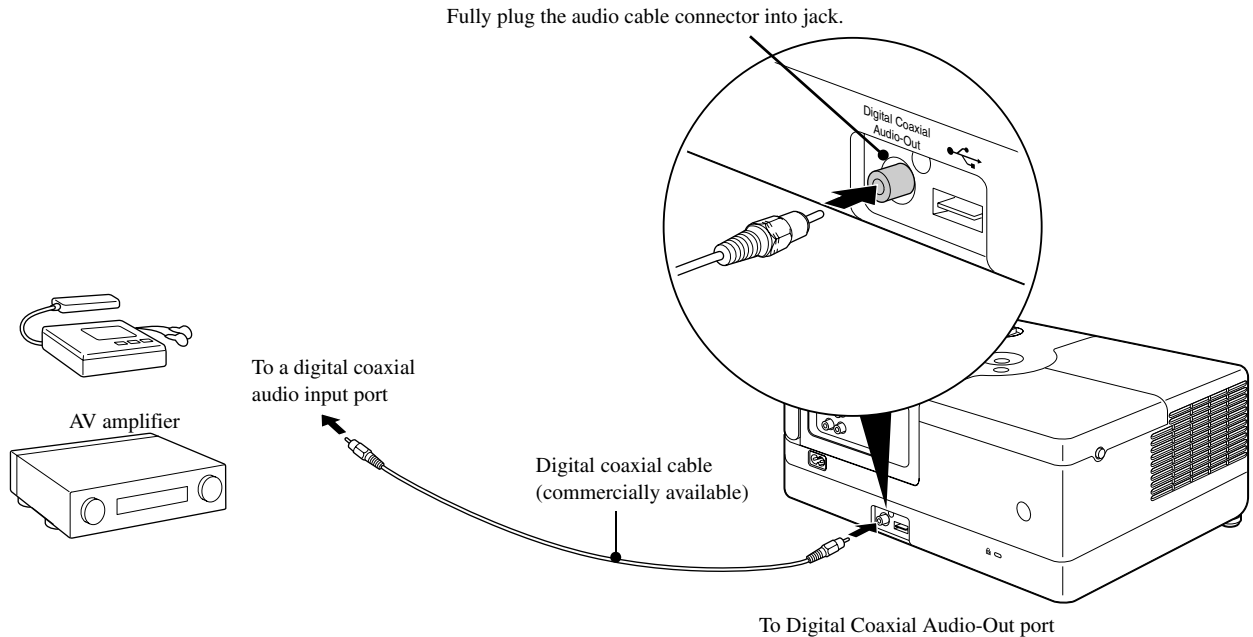 Fully plug the audio cable connector into jack.
Digital Coaxial
Audio-Out
To a digital coaxial
audio input port
AV amplifier
Digital coaxial cable
(commercially available)
To Digital Coaxial Audio-Out port